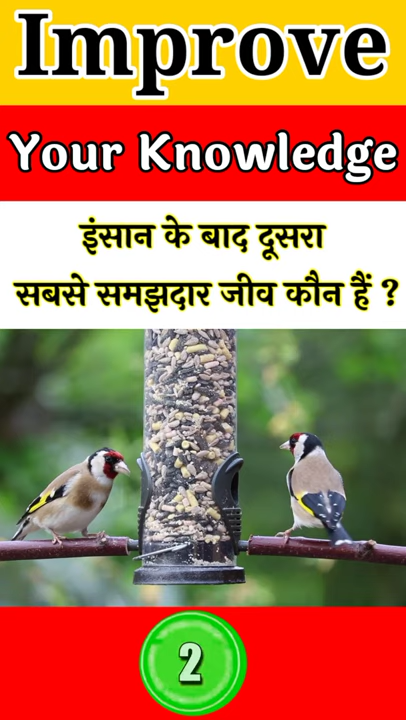 Improve
Your Knowledge
इंसान के बाद दूसरा
सबसे समझदार जीव कौन हैं ?
2